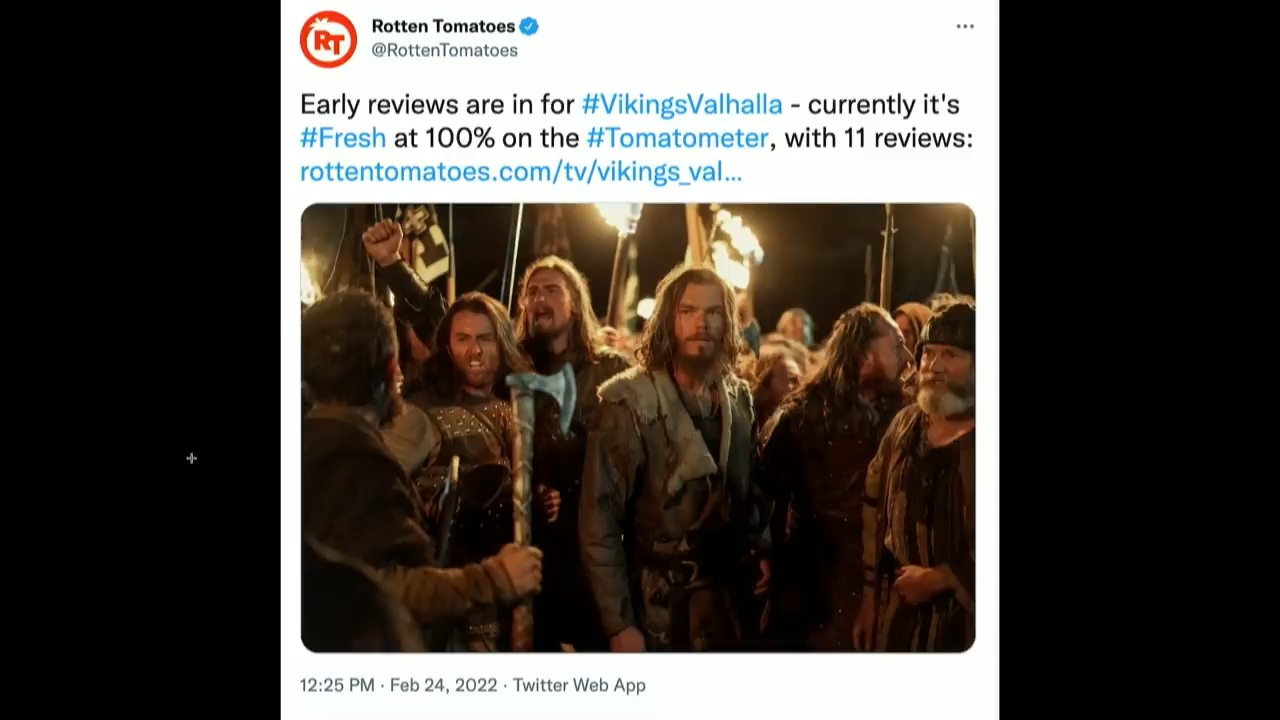 RT
Rotten Tomatoes
@RottenTomatoes
Early reviews are in for #VikingsValhalla - currently it's
#Fresh at 100% on the #Tomatometer, with 11 reviews:
rottentomatoes.com/tv/vikings_val...
12:25 PM · Feb 24, 2022 · Twitter Web App